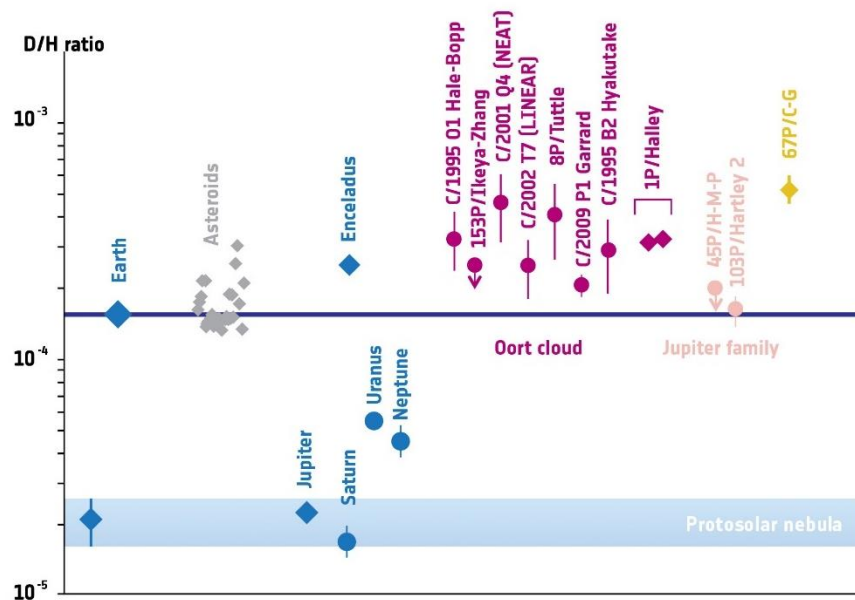 D/H ratio
10-3
10-4
10-5
Earth
Asteroids
Enceladus
Jupiter
Saturn
Uranus
Neptune
C/1995 O1 Hale-Bopp
153P/Ikeya-Zhang
C/2001 Q4 (NEAT)
C/2002 T7 (LINEAR)
8P/Tuttle
C/2009 P1 Garrard
C/1995 B2 Hyakutake
1P/Halley
45P/H-M-P
103P/Hartley 2
67P/C-G
Oort cloud
Jupiter family
Protosolar nebula